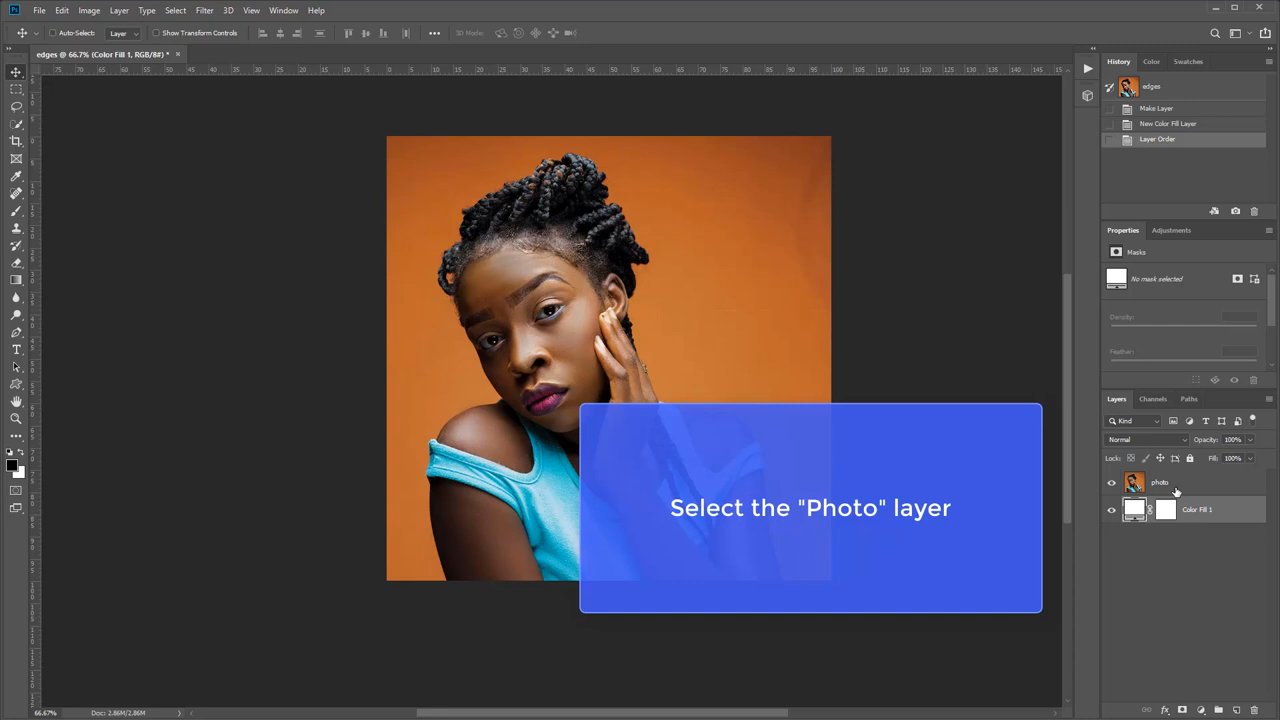 Ps File Edit Image Layer Type Select Filter 3D View Window Help
Auto-Select: Layer Show Transform Controls 3D Mode:
edges @ 66.7% (Color Fill 1, RGB/8#) * ×
History Color Swatches
edges
Make Layer
New Color Fill Layer
Layer Order
Properties Adjustments
Masks
No mask selected
Density:
Feather:
Layers Channels Paths
Kind
Normal Opacity: 100%
Lock: Fill: 100%
photo
Color Fill 1
Select the "Photo" layer
66.67% Doc: 2.86M/2.86M